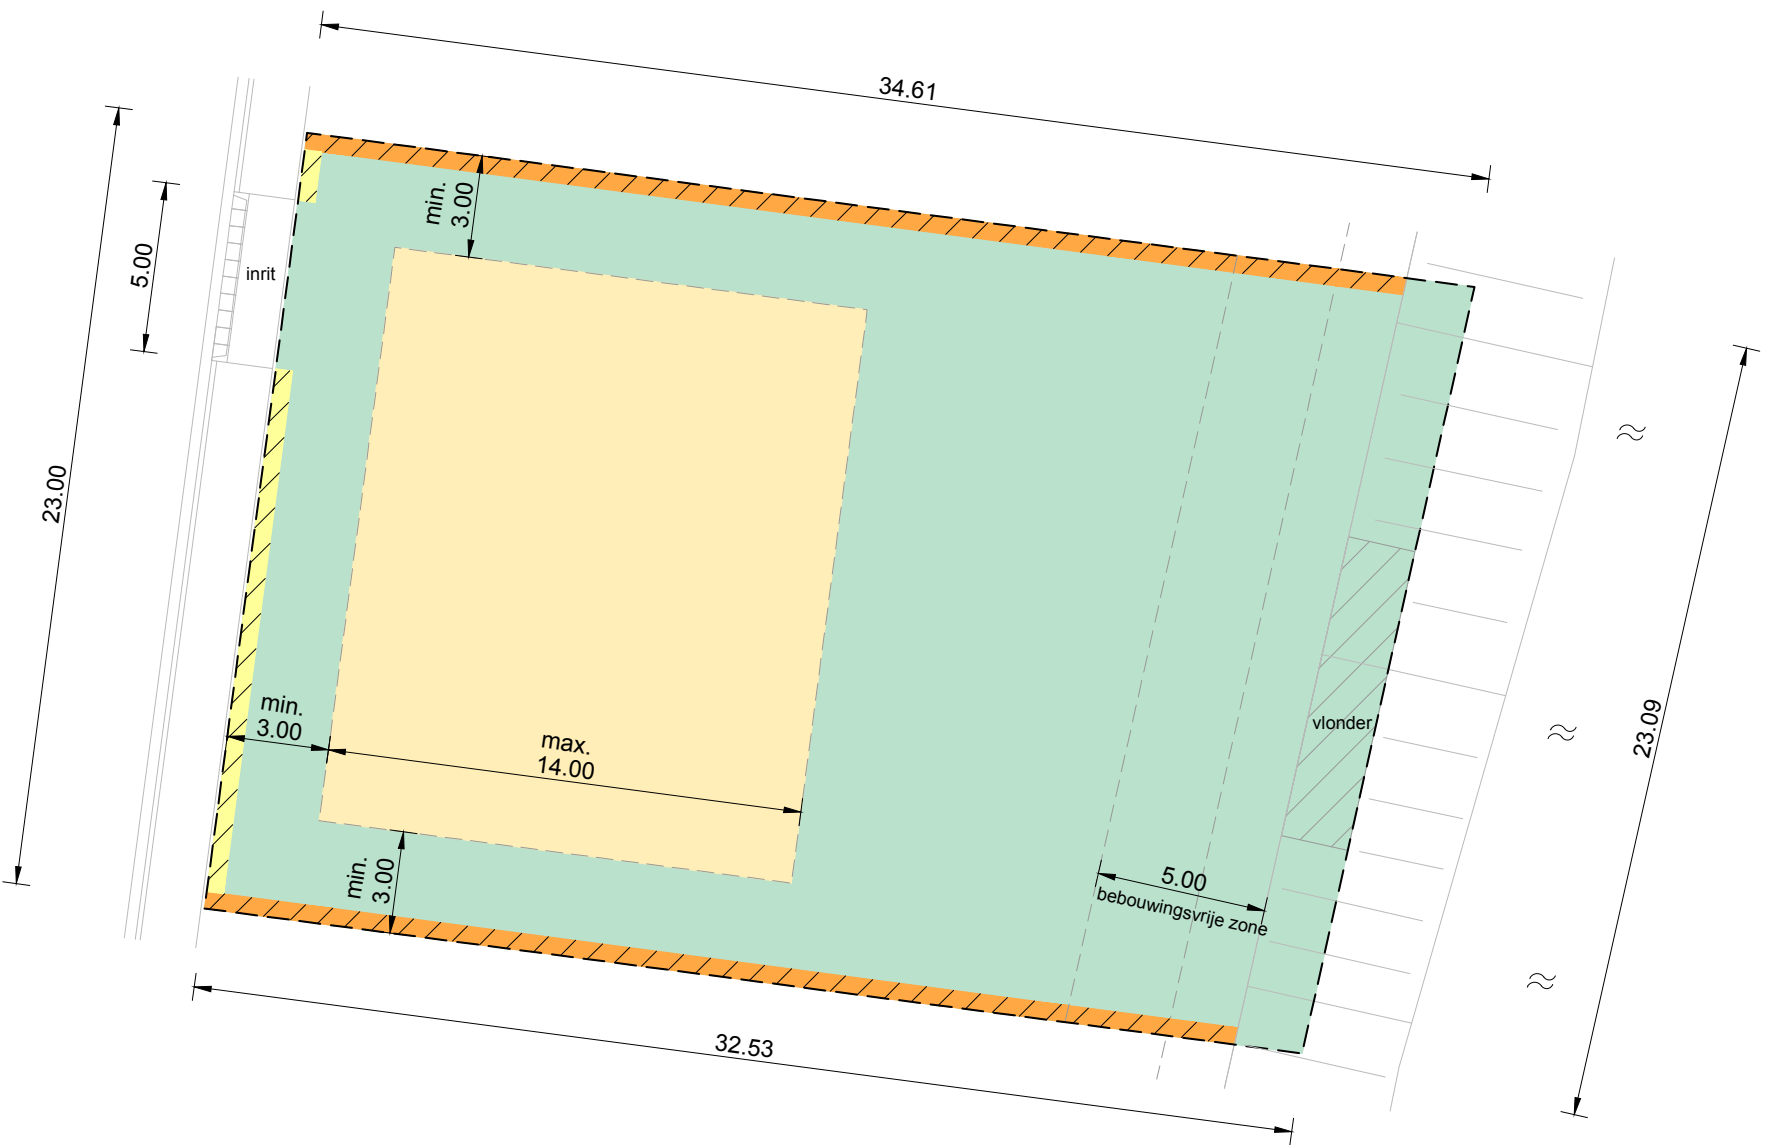 34.61
min.
3.00
5.00
inrit
23.00
min.
3.00
max.
14.00
vlonder
23.09
min.
3.00
5.00
bebouwingsvrije zone
32.53